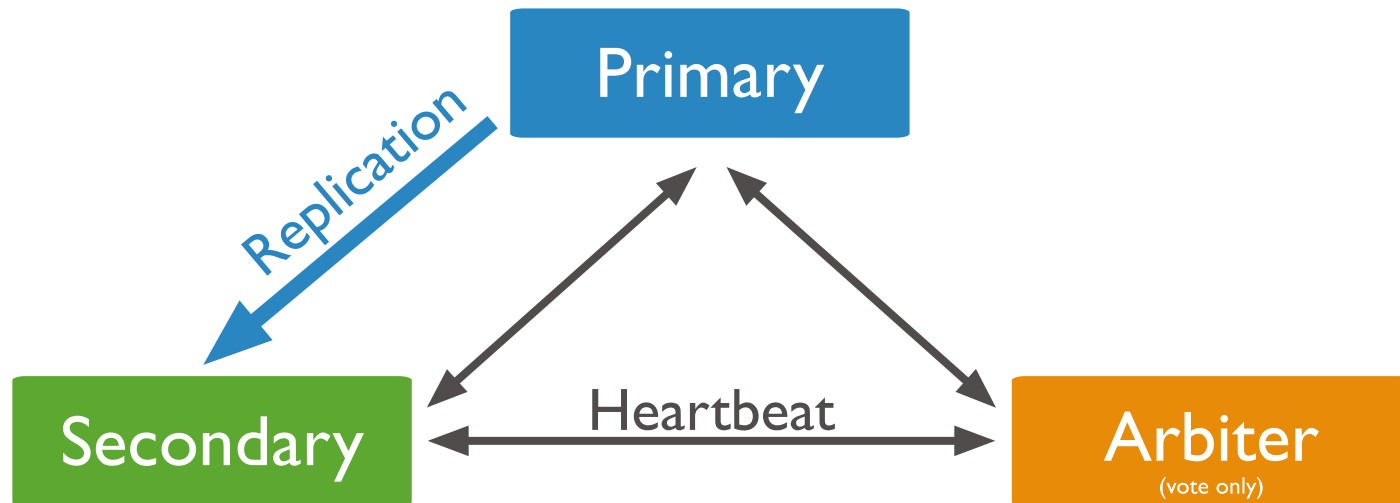 Primary
Replication
Heartbeat
Secondary
Arbiter
(vote only)